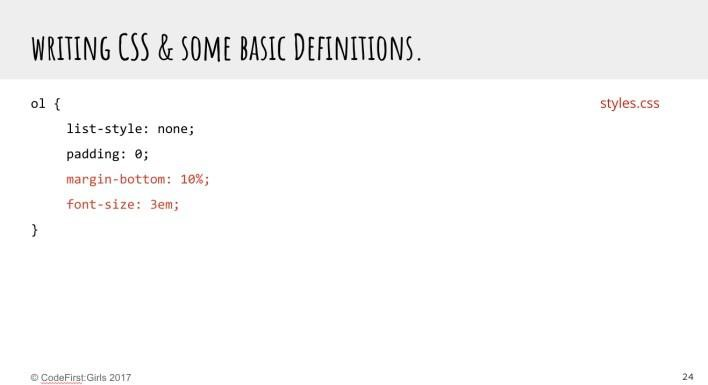 WRITING CSS & SOME BASIC DEFINITIONS.
styles.css
ol {
list-style: none;
padding: 0;
margin-bottom: 10%;
font-size: 3em;
}
© CodeFirst:Girls 2017
24